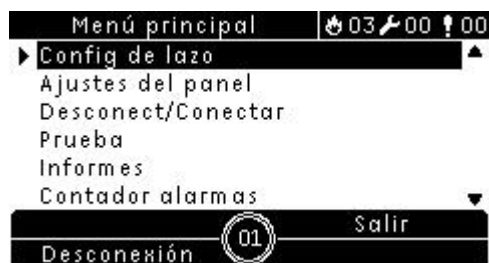 Menú principal 03 00 00
Config de lazo
Ajustes del panel
Desconect/Conectar
Prueba
Informes
Contador alarmas
Salir
01
Desconexión